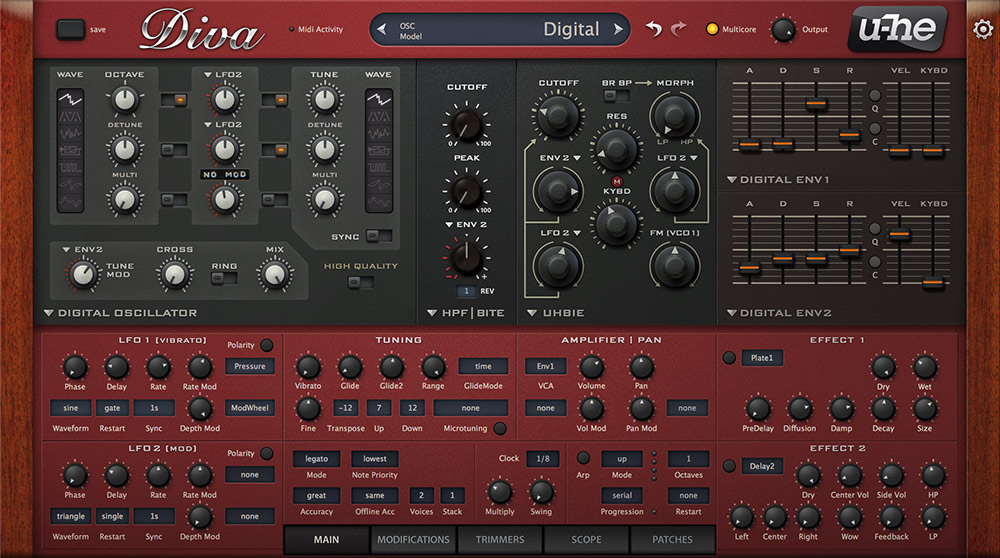 save
Diva
Midi Activity
OSC
Model
Digital
Multicore
Output
u-he
WAVE OCTAVE LFO2 TUNE WAVE
DETUNE LFO2 DETUNE
MULTI NO MOD MULTI
SYNC
ENV2 CROSS MIX
TUNE
MOD
RING
HIGH QUALITY
DIGITAL OSCILLATOR
CUTOFF
0 100
PEAK
0 100
ENV 2
- +
1 REV
HPF|BITE
CUTOFF BR BP MORPH
RES
LP HP
ENV 2 LFO 2
M
KYBD
LFO 2 FM (VCO1)
UHBIE
A D S R VEL KYBD
Q
C
DIGITAL ENV1
A D S R VEL KYBD
Q
C
DIGITAL ENV2
LFO 1 (VIBRATO)
Polarity
Pressure
Phase Delay Rate Rate Mod
sine gate 1s ModWheel
Waveform Restart Sync Depth Mod
LFO 2 (MOD)
Polarity
none
Phase Delay Rate Rate Mod
triangle single 1s none
Waveform Restart Sync Depth Mod
TUNING
time
Vibrato Glide Glide2 Range GlideMode
-12 7 12 none
Fine Transpose Up Down Microtuning
AMPLIFIER | PAN
Env1
VCA Volume Pan
none none
Vol Mod Pan Mod
EFFECT 1
Plate1
Dry Wet
PreDelay Diffusion Damp Decay Size
legato lowest
Mode Note Priority
great same 2 1
Accuracy Offline Acc Voices Stack
Clock 1/8
Multiply Swing
Arp
up 1
Mode Octaves
serial none
Progression Restart
EFFECT 2
Delay2
Dry Center Vol Side Vol HP
Left Center Right Wow Feedback LP
MAIN MODIFICATIONS TRIMMERS SCOPE PATCHES